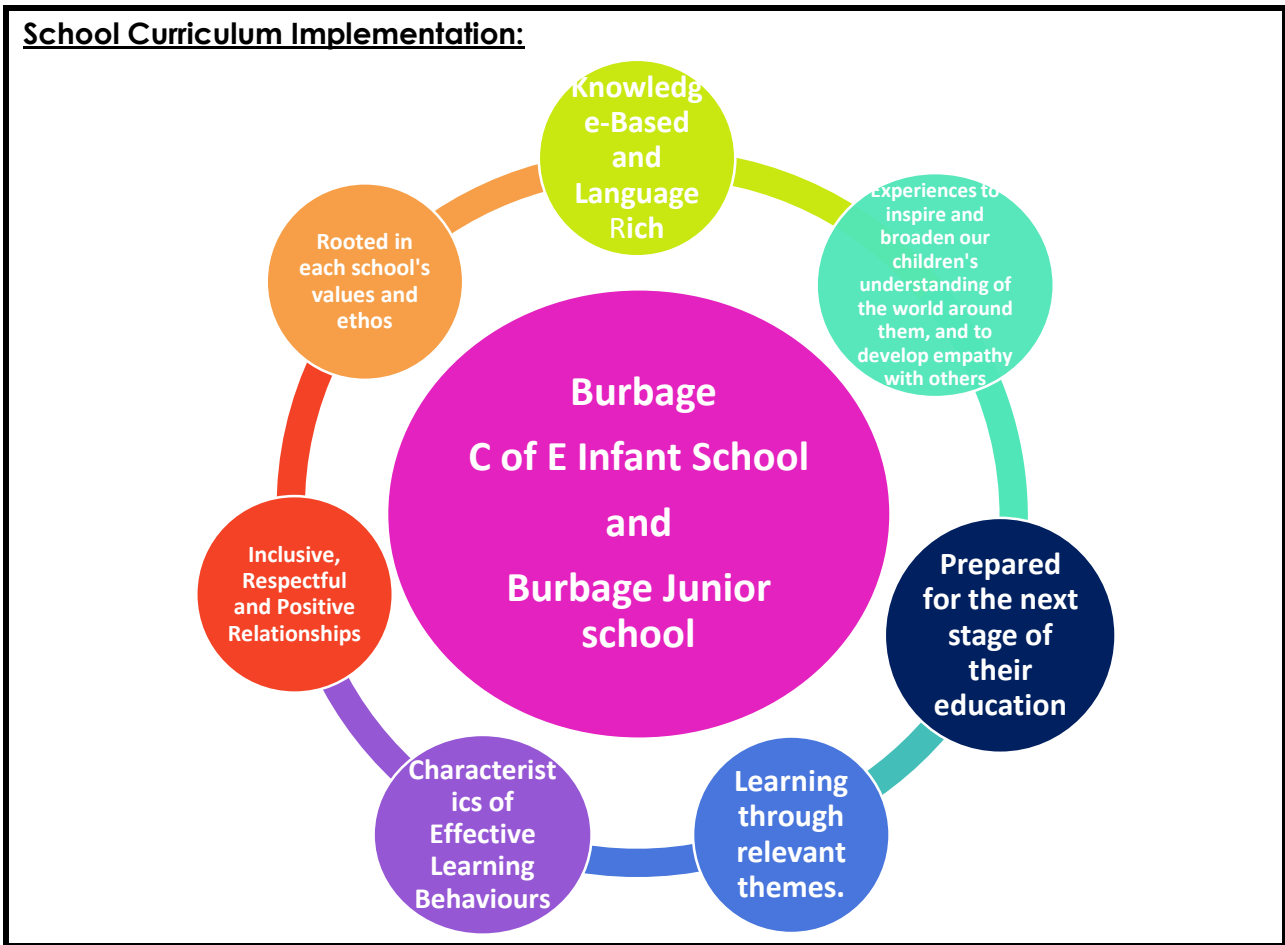 School Curriculum Implementation:
Knowledg
e-Based
and
Language
Rich
Experiences to
inspire and
broaden our
children's
understanding of
the world around
them, and to
develop empathy
with others
Prepared
for the next
stage of
their
education
Learning
through
relevant
themes.
Characterist
ics of
Effective
Learning
Behaviours
Inclusive,
Respectful
and Positive
Relationships
Rooted in
each school's
values and
ethos
Burbage
C of E Infant School
and
Burbage Junior
school